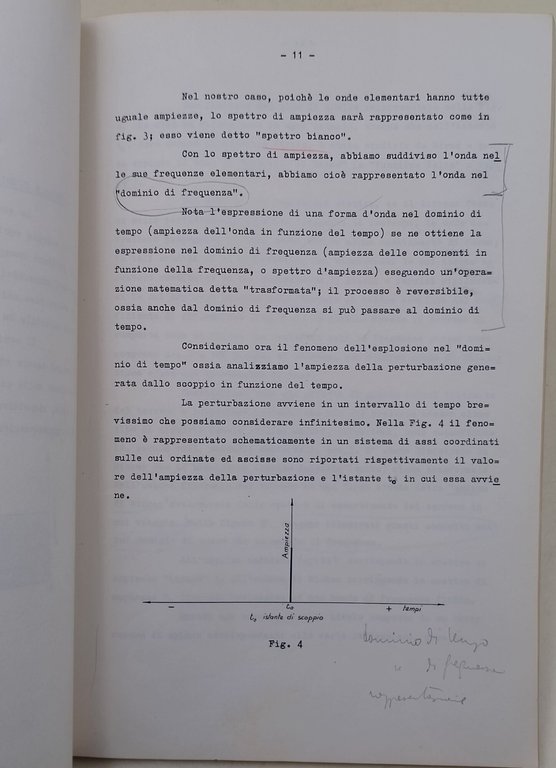 - 11 -
Nel nostro caso, poichè le onde elementari hanno tutte
uguale ampiezze, lo spettro di ampiezza sarà rappresentato come in
fig. 3; esso viene detto "spettro bianco".
Con lo spettro di ampiezza, abbiamo suddiviso l'onda nel
le sue frequenze elementari, abbiamo cioè rappresentato l'onda nel
"dominio di frequenza".
Nota l'espressione di una forma d'onda nel dominio di
tempo (ampiezza dell'onda in funzione del tempo) se ne ottiene la
espressione nel dominio di frequenza (ampiezza delle componenti in
funzione della frequenza, o spettro d'ampiezza) eseguendo un'opera=
zione matematica detta "trasformata"; il processo è reversibile,
ossia anche dal dominio di frequenza si può passare al dominio di
tempo.
Consideriamo ora il fenomeno dell'esplosione nel "domi=
nio di tempo" ossia analizziamo l'ampiezza della perturbazione gene=
rata dallo scoppio in funzione del tempo.
La perturbazione avviene in un intervallo di tempo bre=
vissimo che possiamo considerare infinitesimo. Nella Fig. 4 il feno=
meno è rappresentato schematicamente in un sistema di assi coordinati
sulle cui ordinate ed ascisse sono riportati rispettivamente il valo=
re dell'ampiezza della perturbazione e l'istante to in cui essa avvie
ne.
Ampiezza
- to + tempi
to istante di scoppio
Fig. 4
dominio di tempo
" di frequenza
rappresentazione